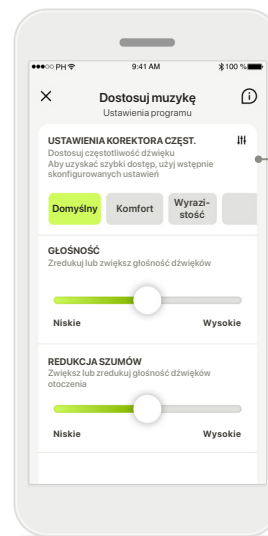 PH 9:41 AM 100 %
Dostosuj muzykę
Ustawienia programu
USTAWIENIA KOREKTORA CZĘST.
Dostosuj częstotliwość dźwięku
Aby uzyskać szybki dostęp, użyj wstępnie
skonfigurowanych ustawień
Domyślny Komfort Wyrazi-
stość
GŁOŚNOŚĆ
Zredukuj lub zwiększ głośność dźwięków
Niskie Wysokie
REDUKCJA SZUMÓW
Zwiększ lub zredukuj głośność dźwięków
otoczenia
Niskie Wysokie